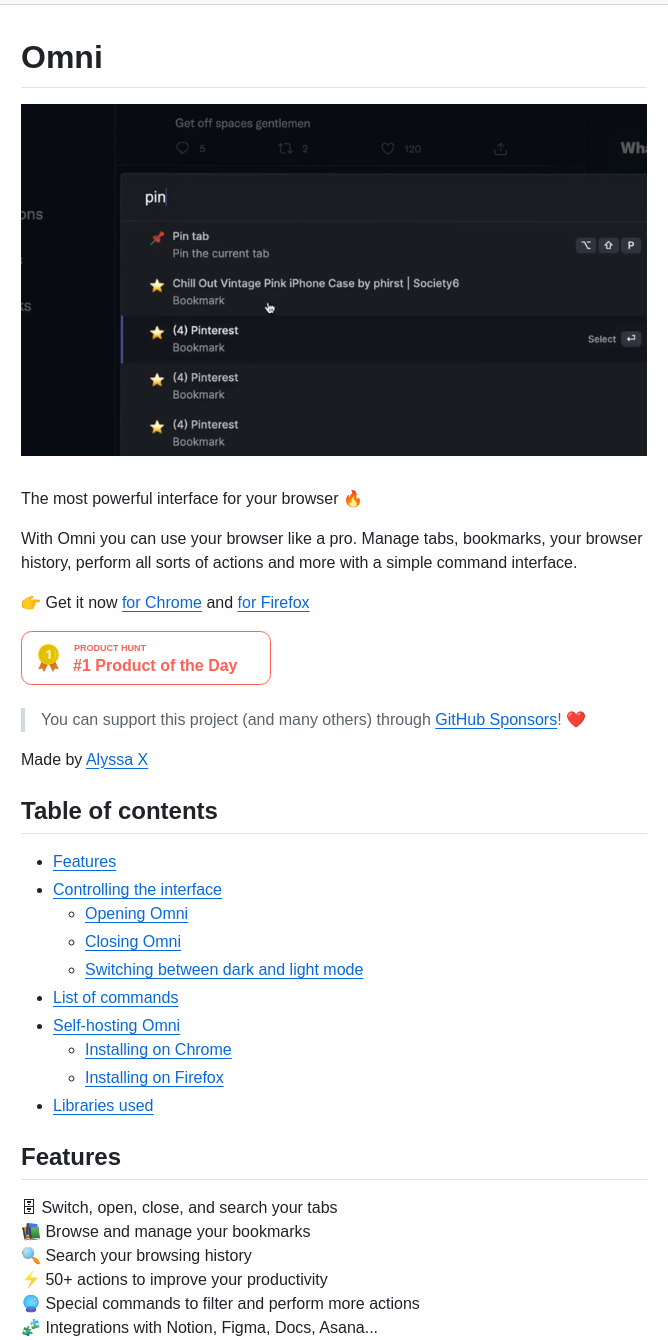 Omni
Get off spaces gentlemen
5 2 120
Wha
ons
pin
Pin tab
Pin the current tab
P
Chill Out Vintage Pink iPhone Case by phirst | Society6
Bookmark
ks
(4) Pinterest
Bookmark
Select
(4) Pinterest
Bookmark
(4) Pinterest
Bookmark
The most powerful interface for your browser 🔥
With Omni you can use your browser like a pro. Manage tabs, bookmarks, your browser
history, perform all sorts of actions and more with a simple command interface.
👉 Get it now for Chrome and for Firefox
1
PRODUCT HUNT
#1 Product of the Day
You can support this project (and many others) through GitHub Sponsors! ❤️
Made by Alyssa X
Table of contents
• Features
• Controlling the interface
◦ Opening Omni
◦ Closing Omni
◦ Switching between dark and light mode
• List of commands
• Self-hosting Omni
◦ Installing on Chrome
◦ Installing on Firefox
• Libraries used
Features
🗄 Switch, open, close, and search your tabs
📚 Browse and manage your bookmarks
🔍 Search your browsing history
⚡ 50+ actions to improve your productivity
🔮 Special commands to filter and perform more actions
🧩 Integrations with Notion, Figma, Docs, Asana...